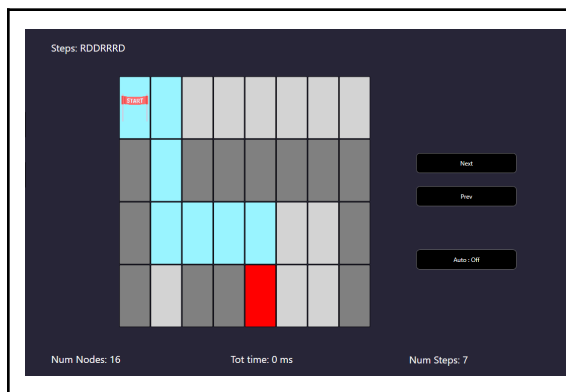 Steps: RDDRRRD
START
Next
Prev
Auto : Off
Num Nodes: 16
Tot time: 0 ms
Num Steps: 7